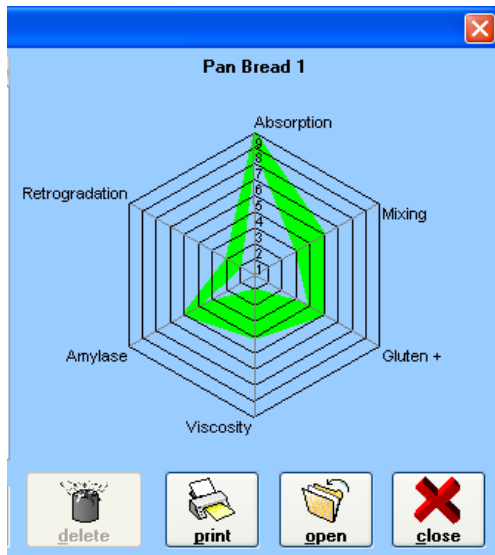 Pan Bread 1
Absorption
9
8
7
6
5
4
3
2
1
Retrogradation
Mixing
Amylase
Gluten +
Viscosity
delete
print
open
close